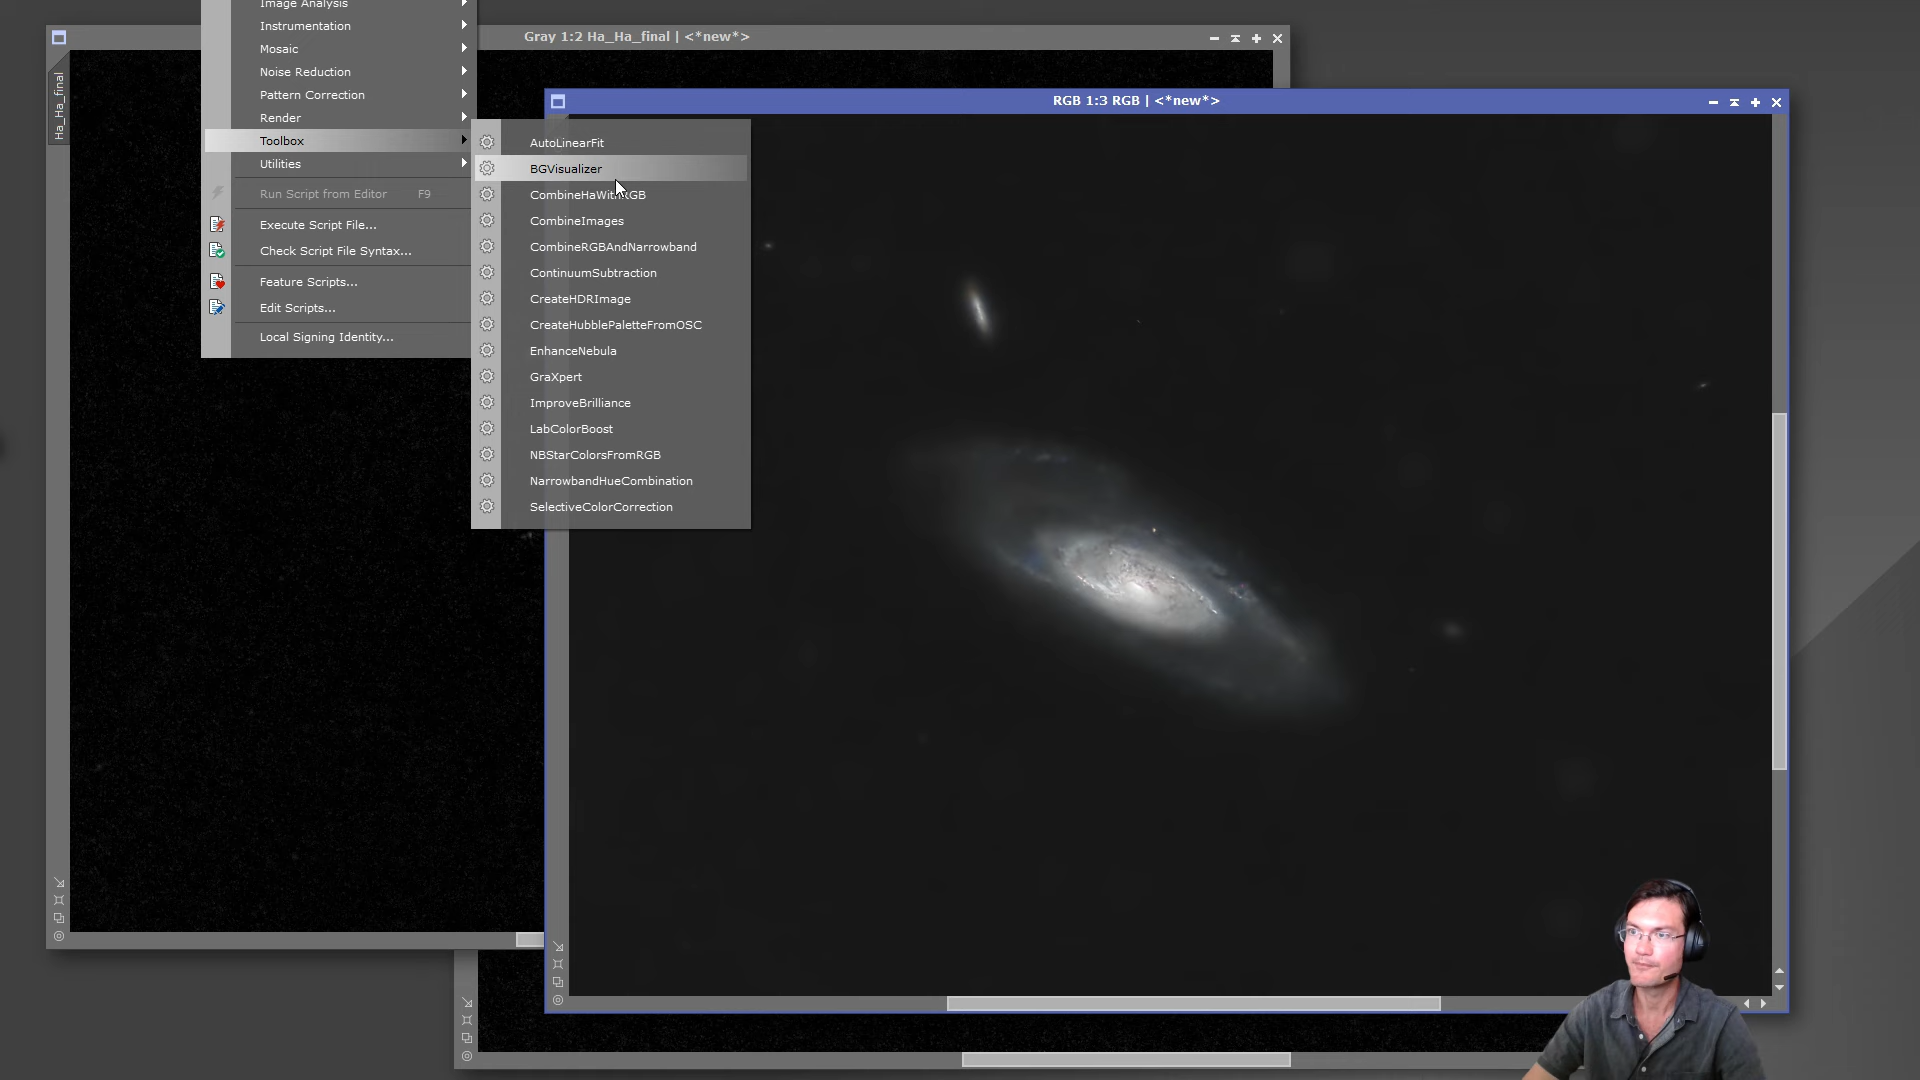 Image Analysis
Instrumentation
Mosaic
Noise Reduction
Pattern Correction
Render
Toolbox
Utilities
Run Script from Editor F9
Execute Script File...
Check Script File Syntax...
Feature Scripts...
Edit Scripts...
Local Signing Identity...
AutoLinearFit
BGVisualizer
CombineHaWithRGB
CombineImages
CombineRGBAndNarrowband
ContinuumSubtraction
CreateHDRImage
CreateHubblePaletteFromOSC
EnhanceNebula
GraXpert
ImproveBrilliance
LabColorBoost
NBStarColorsFromRGB
NarrowbandHueCombination
SelectiveColorCorrection
Gray 1:2 Ha_Ha_final | <*new*>
Ha_Ha_final
RGB 1:3 RGB | <*new*>